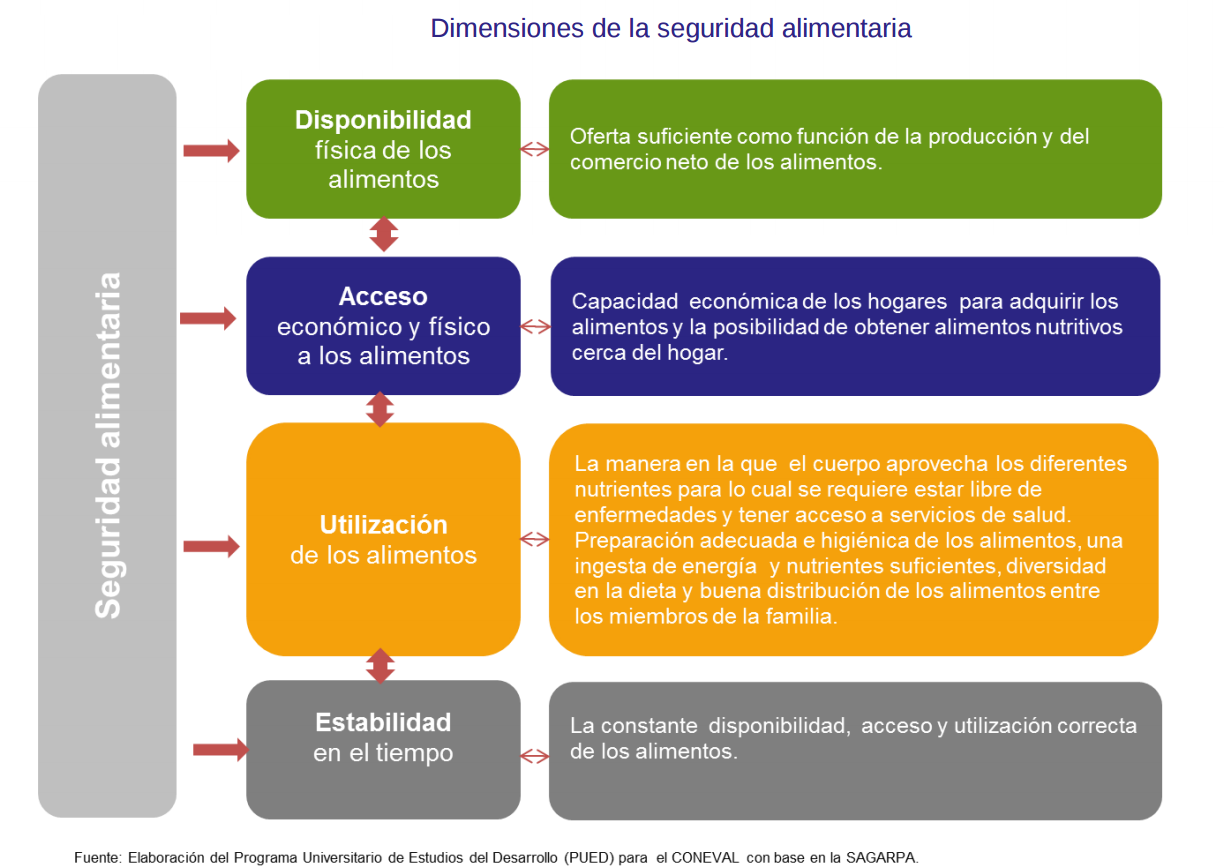 Dimensiones de la seguridad alimentaria
Seguridad alimentaria
Disponibilidad
física de los
alimentos
Oferta suficiente como función de la producción y del
comercio neto de los alimentos.
Acceso
económico y físico
a los alimentos
Capacidad económica de los hogares para adquirir los
alimentos y la posibilidad de obtener alimentos nutritivos
cerca del hogar.
Utilización
de los alimentos
La manera en la que el cuerpo aprovecha los diferentes
nutrientes para lo cual se requiere estar libre de
enfermedades y tener acceso a servicios de salud.
Preparación adecuada e higiénica de los alimentos, una
ingesta de energía y nutrientes suficientes, diversidad
en la dieta y buena distribución de los alimentos entre
los miembros de la familia.
Estabilidad
en el tiempo
La constante disponibilidad, acceso y utilización correcta
de los alimentos.
Fuente: Elaboración del Programa Universitario de Estudios del Desarrollo (PUED) para el CONEVAL con base en la SAGARPA.